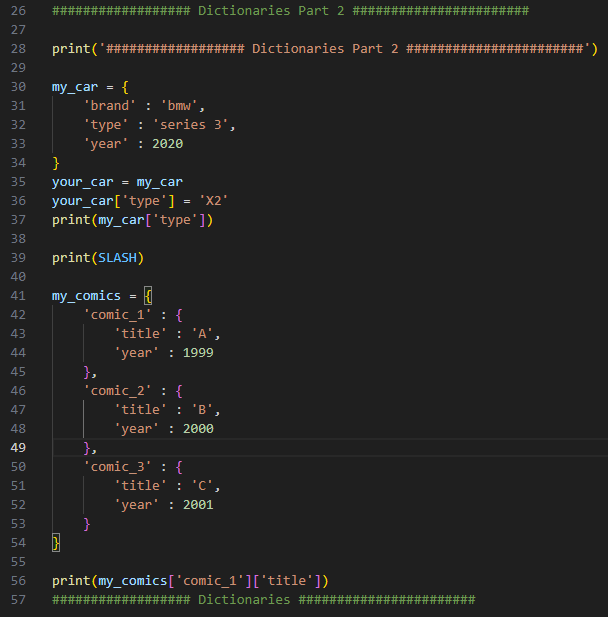 26 ################## Dictionaries Part 2 #######################
27
28 print('################## Dictionaries Part 2 #######################')
29
30 my_car = {
31     'brand' : 'bmw',
32     'type' : 'series 3',
33     'year' : 2020
34 }
35 your_car = my_car
36 your_car['type'] = 'X2'
37 print(my_car['type'])
38
39 print(SLASH)
40
41 my_comics = {
42     'comic_1' : {
43         'title' : 'A',
44         'year' : 1999
45     },
46     'comic_2' : {
47         'title' : 'B',
48         'year' : 2000
49     },
50     'comic_3' : {
51         'title' : 'C',
52         'year' : 2001
53     }
54 }
55
56 print(my_comics['comic_1']['title'])
57 ################## Dictionaries #######################